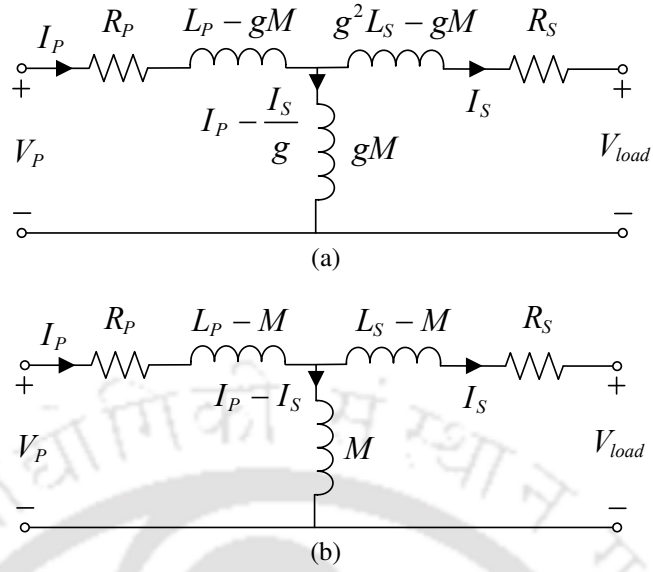 I_P R_P L_P − gM g²L_S − gM R_S
+ I_P − I_S/g I_S +
V_P gM V_load
− −
(a)
I_P R_P L_P − M L_S − M R_S
+ I_P − I_S I_S +
V_P M V_load
− −
(b)